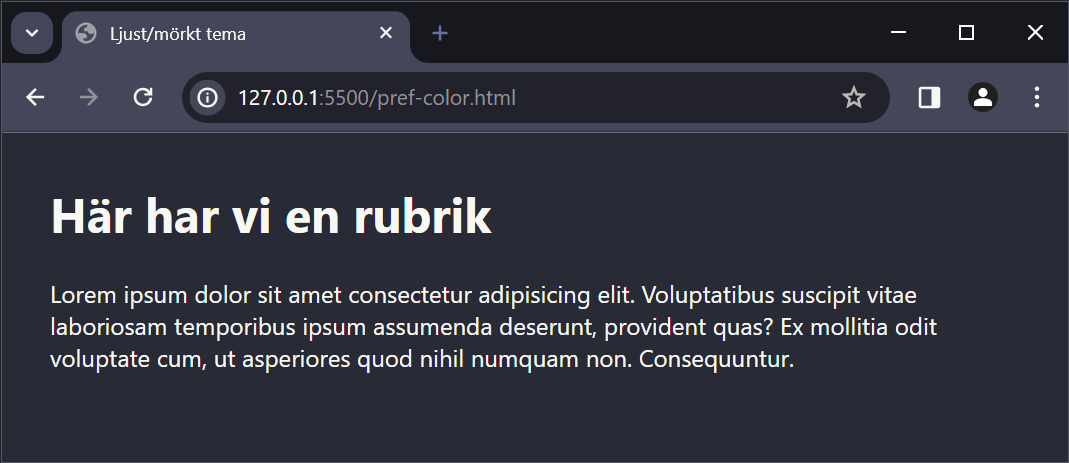 Ljust/mörkt tema
127.0.0.1:5500/pref-color.html
Här har vi en rubrik
Lorem ipsum dolor sit amet consectetur adipisicing elit. Voluptatibus suscipit vitae
laboriosam temporibus ipsum assumenda deserunt, provident quas? Ex mollitia odit
voluptate cum, ut asperiores quod nihil numquam non. Consequuntur.